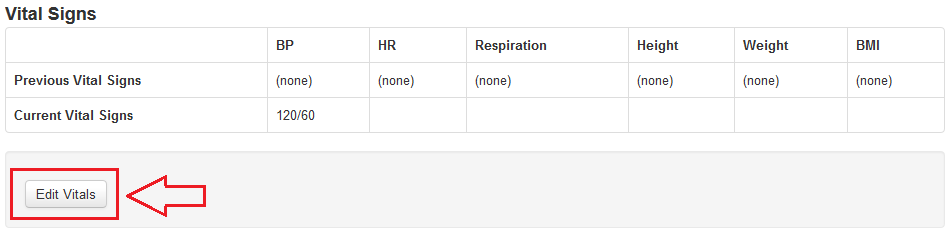 Vital Signs
BP HR Respiration Height Weight BMI
Previous Vital Signs (none) (none) (none) (none) (none) (none)
Current Vital Signs 120/60
Edit Vitals